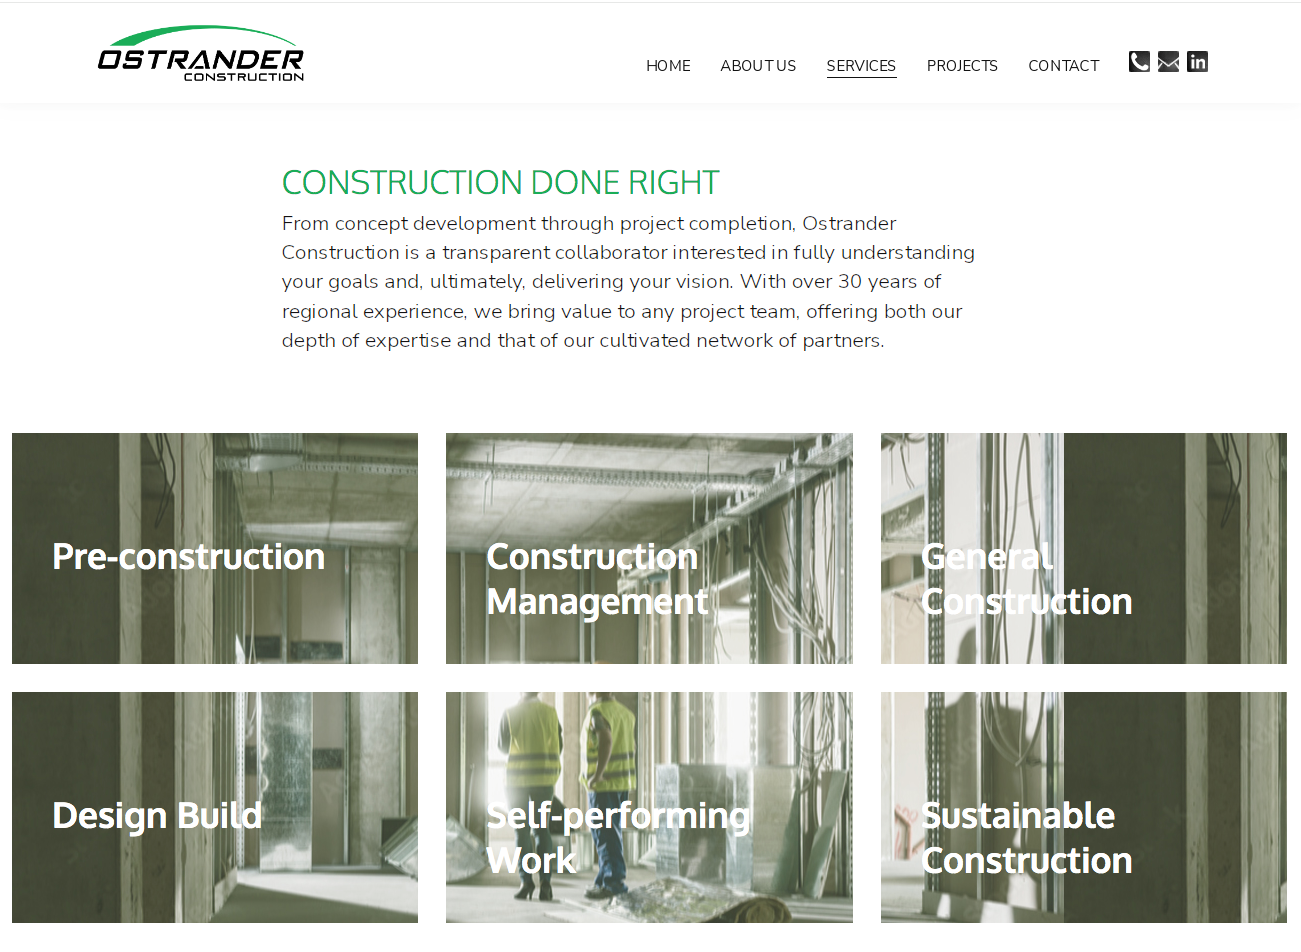 OSTRANDER
CONSTRUCTION
HOME ABOUT US SERVICES PROJECTS CONTACT
in
CONSTRUCTION DONE RIGHT
From concept development through project completion, Ostrander
Construction is a transparent collaborator interested in fully understanding
your goals and, ultimately, delivering your vision. With over 30 years of
regional experience, we bring value to any project team, offering both our
depth of expertise and that of our cultivated network of partners.
Pre-construction
Construction
Management
General
Construction
Design Build
Self-performing
Work
Sustainable
Construction